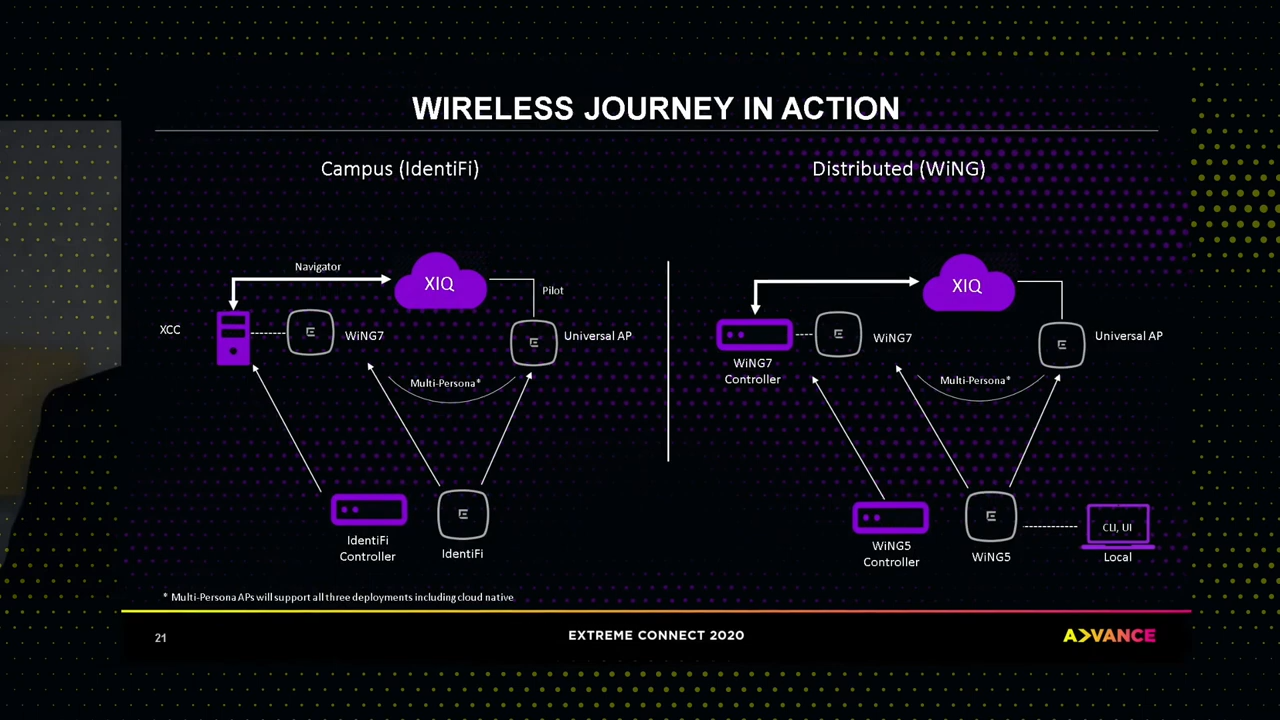 WIRELESS JOURNEY IN ACTION
Campus (IdentiFi)
Navigator
XIQ
Pilot
XCC
E
WiNG7
E
Universal AP
Multi-Persona*
IdentiFi
Controller
E
IdentiFi
Distributed (WiNG)
XIQ
WiNG7
Controller
E
WiNG7
E
Universal AP
Multi-Persona*
WiNG5
Controller
E
WiNG5
CLI, UI
Local
* Multi-Persona APs will support all three deployments including cloud native
21
EXTREME CONNECT 2020
ADVANCE